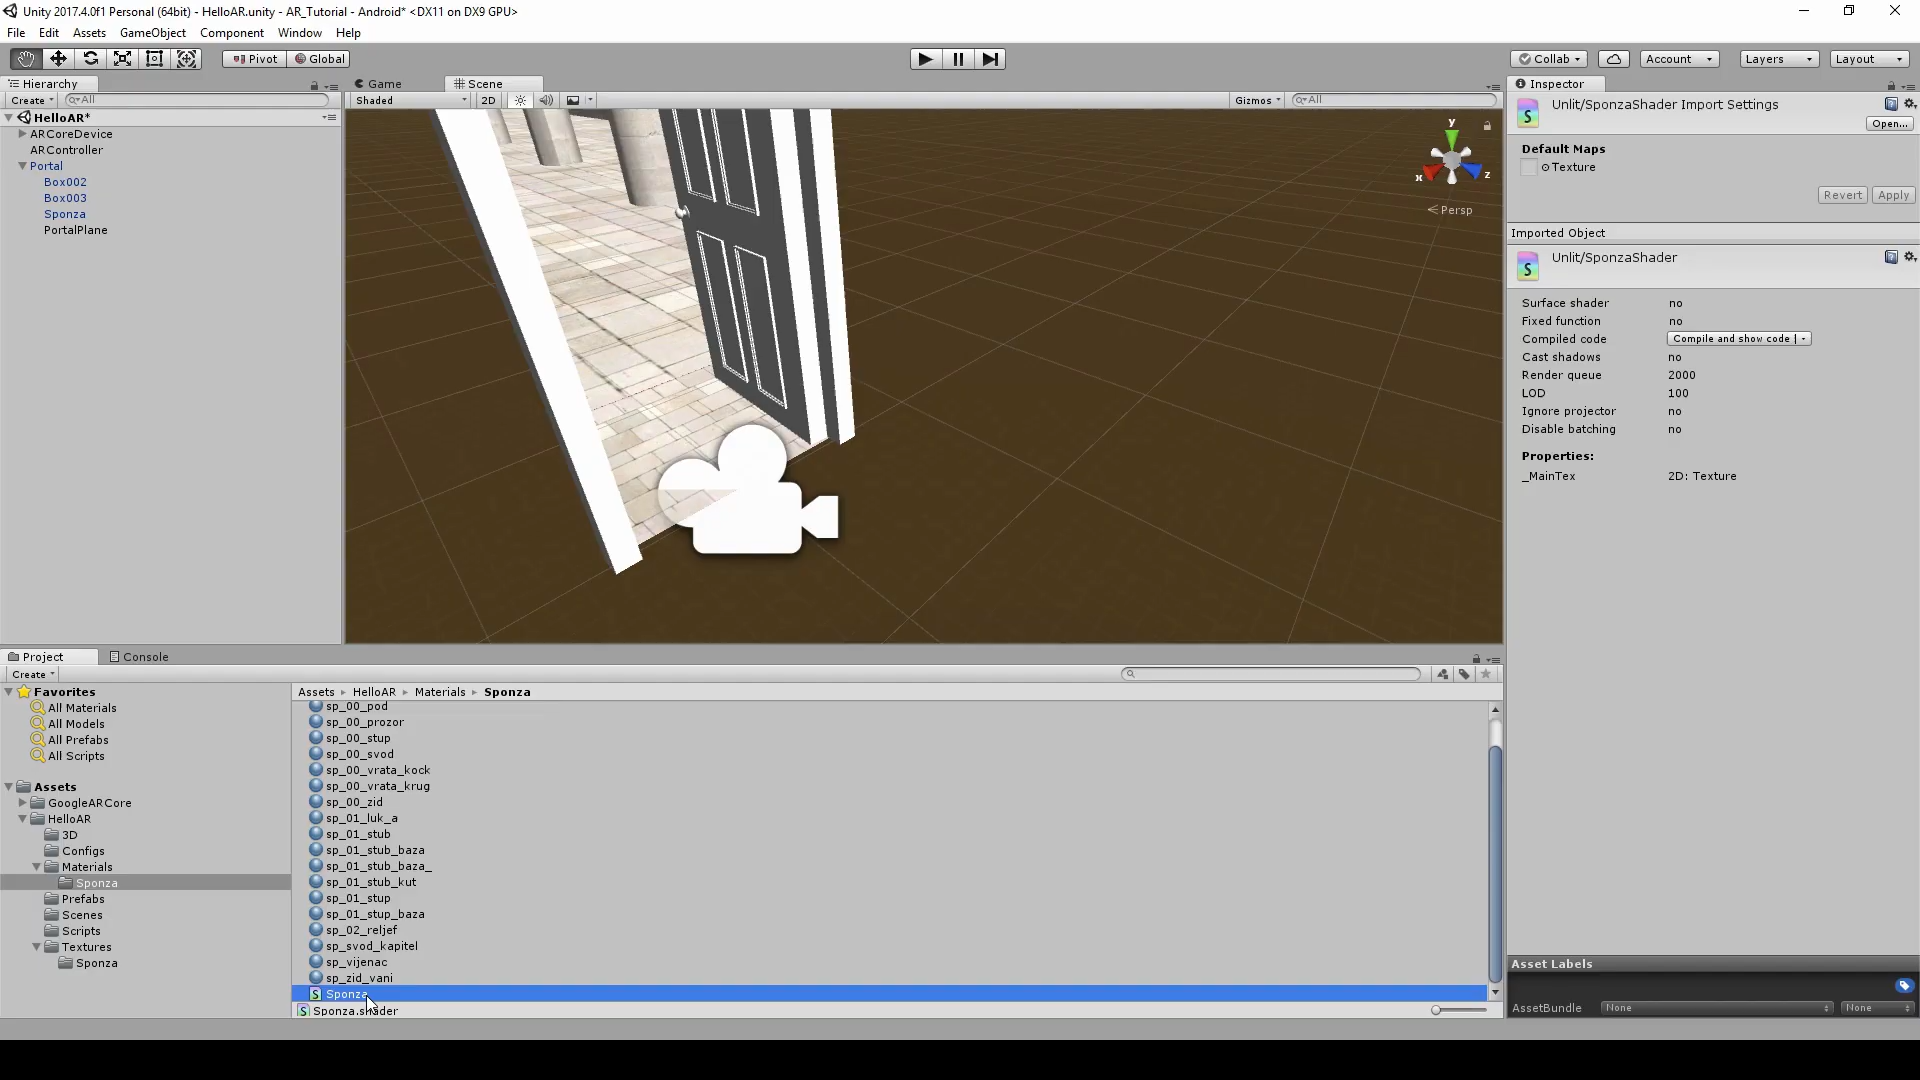 Unity 2017.4.0f1 Personal (64bit) - HelloAR.unity - AR_Tutorial - Android* <DX11 on DX9 GPU>
File Edit Assets GameObject Component Window Help
Pivot Global Collab Account Layers Layout
Hierarchy
Create All
HelloAR*
ARCoreDevice
ARController
Portal
Box002
Box003
Sponza
PortalPlane
Game Scene
Shaded 2D Gizmos All
y
x z
Persp
Inspector
Unlit/SponzaShader Import Settings
Open...
Default Maps
Texture
Revert Apply
Imported Object
Unlit/SponzaShader
Surface shader no
Fixed function no
Compiled code Compile and show code
Cast shadows no
Render queue 2000
LOD 100
Ignore projector no
Disable batching no
Properties:
_MainTex 2D: Texture
Asset Labels
AssetBundle None None
Project Console
Create
Favorites
All Materials
All Models
All Prefabs
All Scripts
Assets
GoogleARCore
HelloAR
3D
Configs
Materials
Sponza
Prefabs
Scenes
Scripts
Textures
Sponza
Assets HelloAR Materials Sponza
sp_00_pod
sp_00_prozor
sp_00_stup
sp_00_svod
sp_00_vrata_kock
sp_00_vrata_krug
sp_00_zid
sp_01_luk_a
sp_01_stub
sp_01_stub_baza
sp_01_stub_baza_
sp_01_stub_kut
sp_01_stup
sp_01_stup_baza
sp_02_reljef
sp_svod_kapitel
sp_vijenac
sp_zid_vani
Sponza
Sponza.shader